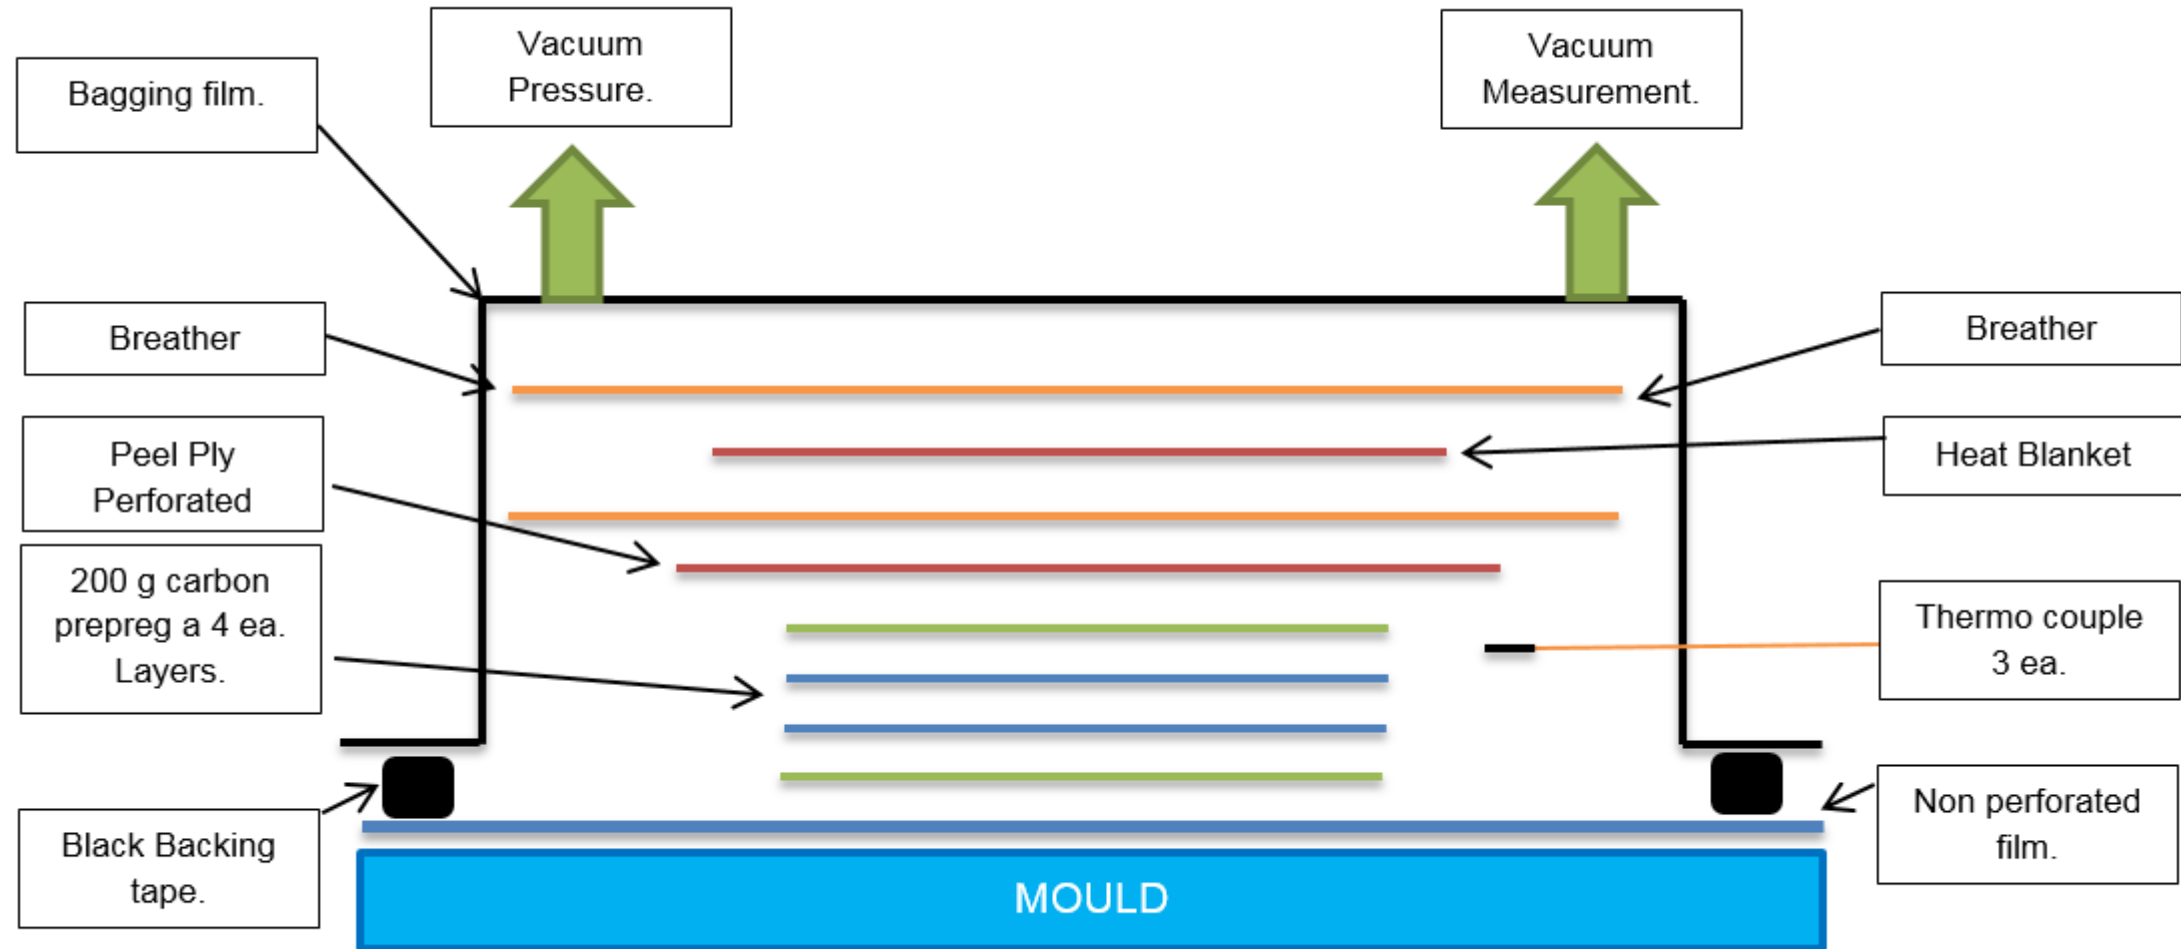 Vacuum
Pressure.
Vacuum
Measurement.
Bagging film.
Breather
Breather
Peel Ply
Perforated
Heat Blanket
200 g carbon
prepreg a 4 ea.
Layers.
Thermo couple
3 ea.
Black Backing
tape.
Non perforated
film.
MOULD